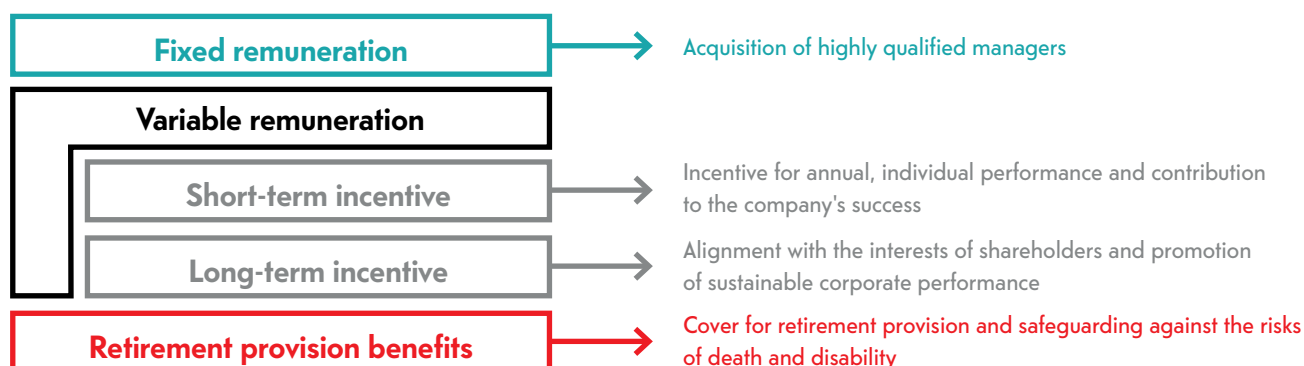 Fixed remuneration
Acquisition of highly qualified managers
Variable remuneration
Short-term incentive
Incentive for annual, individual performance and contribution
to the company's success
Long-term incentive
Alignment with the interests of shareholders and promotion
of sustainable corporate performance
Retirement provision benefits
Cover for retirement provision and safeguarding against the risks
of death and disability